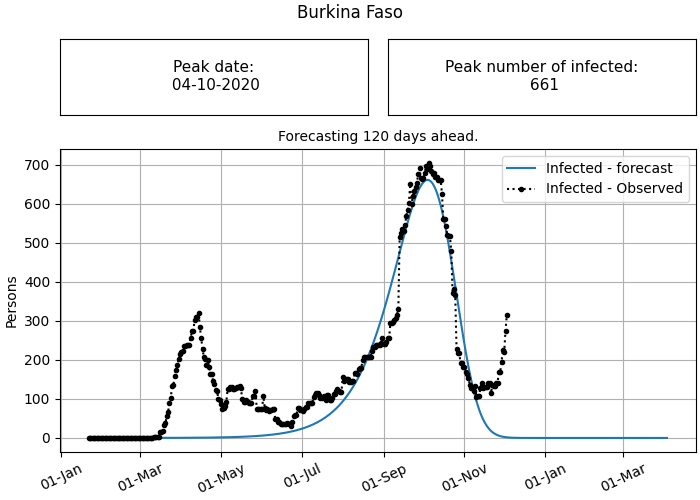 Burkina Faso
Peak date:
04-10-2020
Peak number of infected:
661
Forecasting 120 days ahead.
Infected - forecast
Infected - Observed
Persons
700
600
500
400
300
200
100
0
01-Jan
01-Mar
01-May
01-Jul
01-Sep
01-Nov
01-Jan
01-Mar